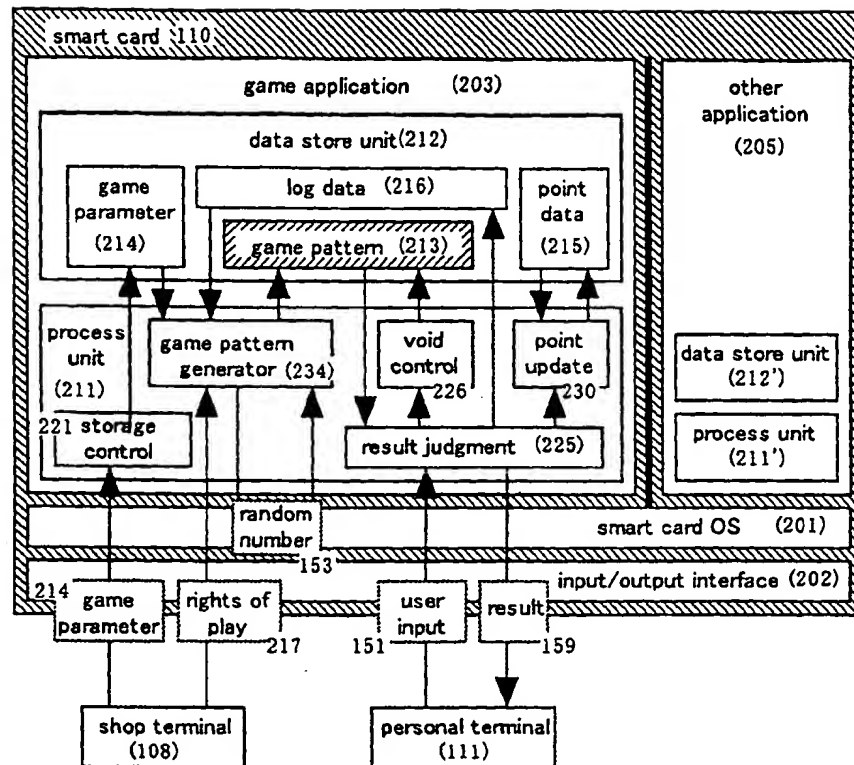 smart card 110
game application (203)
other
application
(205)
data store unit(212)
game
parameter
(214)
log data (216)
point
data
(215)
game pattern (213)
process
unit
(211)
game pattern
generator (234)
void
control
226
point
update
230
data store unit
(212')
221 storage
control
result judgment (225)
process unit
(211')
random
number
153
smart card OS (201)
input/output interface (202)
214
game
parameter
rights of
play
217
user
input
151
result
159
shop terminal
(108)
personal terminal
(111)